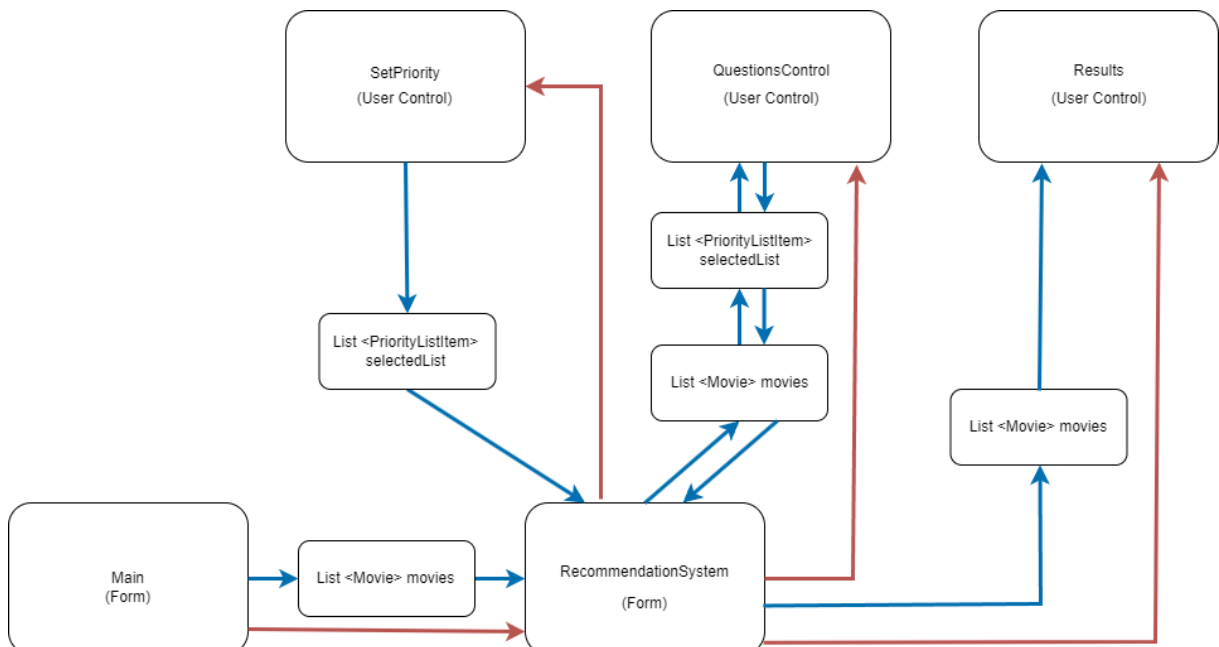 SetPriority
(User Control)
QuestionsControl
(User Control)
Results
(User Control)
List <PriorityListItem>
selectedList
List <PriorityListItem>
selectedList
List <Movie> movies
List <Movie> movies
Main
(Form)
List <Movie> movies
RecommendationSystem
(Form)